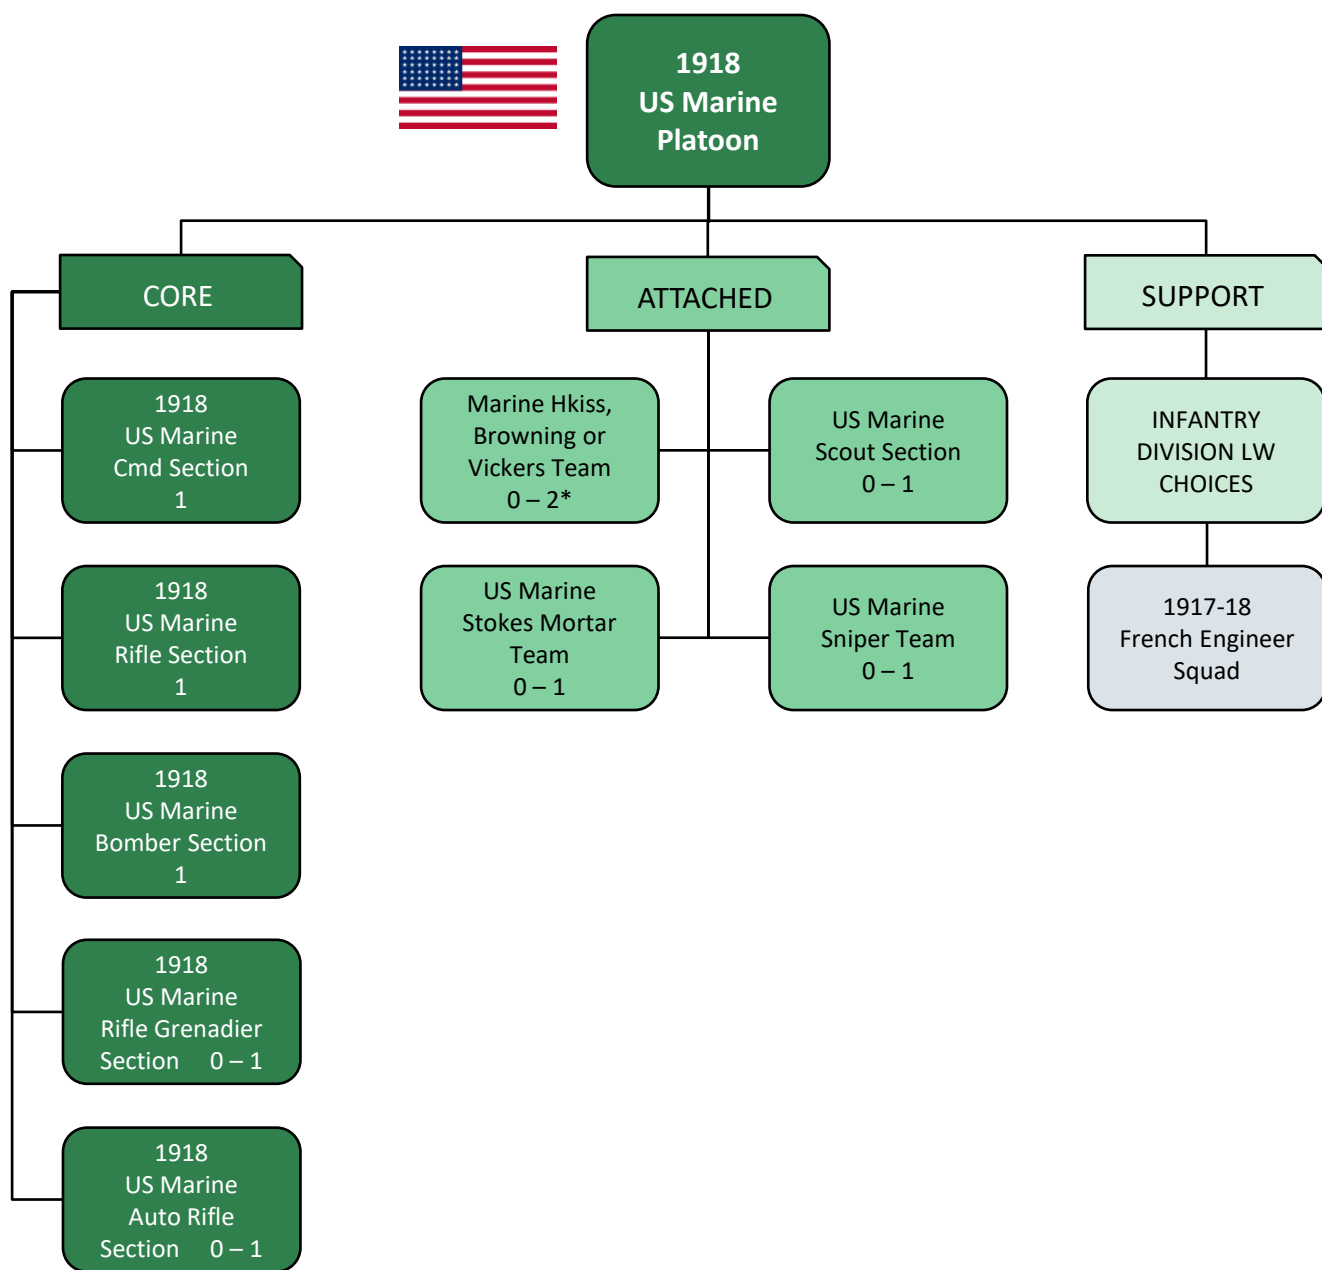 1918
US Marine
Platoon
CORE
ATTACHED
SUPPORT
1918
US Marine
Cmd Section
1
Marine Hkiss,
Browning or
Vickers Team
0 – 2*
US Marine
Scout Section
0 – 1
INFANTRY
DIVISION LW
CHOICES
1918
US Marine
Rifle Section
1
US Marine
Stokes Mortar
Team
0 – 1
US Marine
Sniper Team
0 – 1
1917-18
French Engineer
Squad
1918
US Marine
Bomber Section
1
1918
US Marine
Rifle Grenadier
Section 0 – 1
1918
US Marine
Auto Rifle
Section 0 – 1